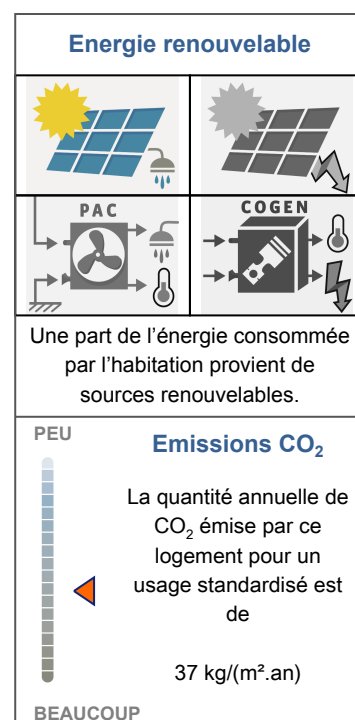 Energie renouvelable
PAC
COGEN
Une part de l’énergie consommée
par l’habitation provient de
sources renouvelables.
PEU
Emissions CO₂
La quantité annuelle de
CO₂ émise par ce
logement pour un
usage standardisé est
de
37 kg/(m².an)
BEAUCOUP